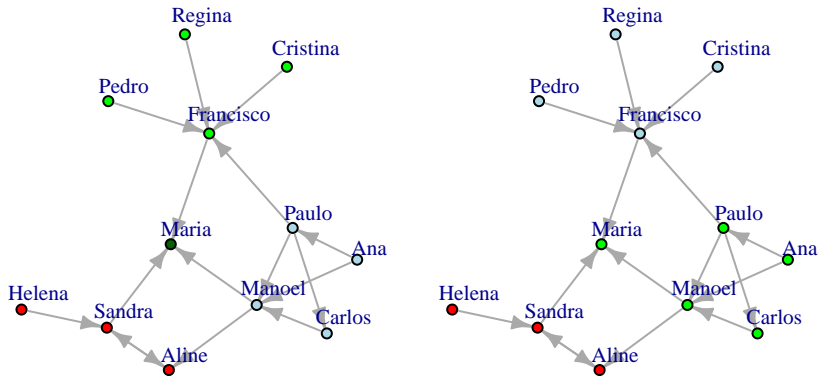 Regina
Cristina
Pedro
Francisco
Paulo
Maria
Ana
Manoel
Helena
Sandra
Carlos
Aline
Regina
Cristina
Pedro
Francisco
Paulo
Maria
Ana
Manoel
Helena
Sandra
Carlos
Aline